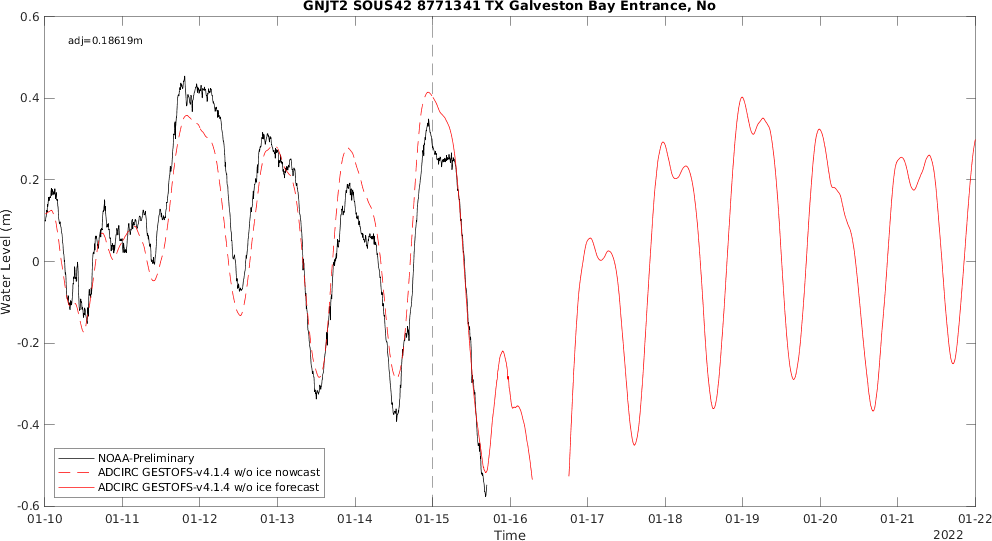 GNJT2 SOUS42 8771341 TX Galveston Bay Entrance, No
adj=0.18619m
0.6
0.4
0.2
0
-0.2
-0.4
-0.6
Water Level (m)
NOAA-Preliminary
ADCIRC GESTOFS-v4.1.4 w/o ice nowcast
ADCIRC GESTOFS-v4.1.4 w/o ice forecast
01-10 01-11 01-12 01-13 01-14 01-15 01-16 01-17 01-18 01-19 01-20 01-21 01-22
Time
2022